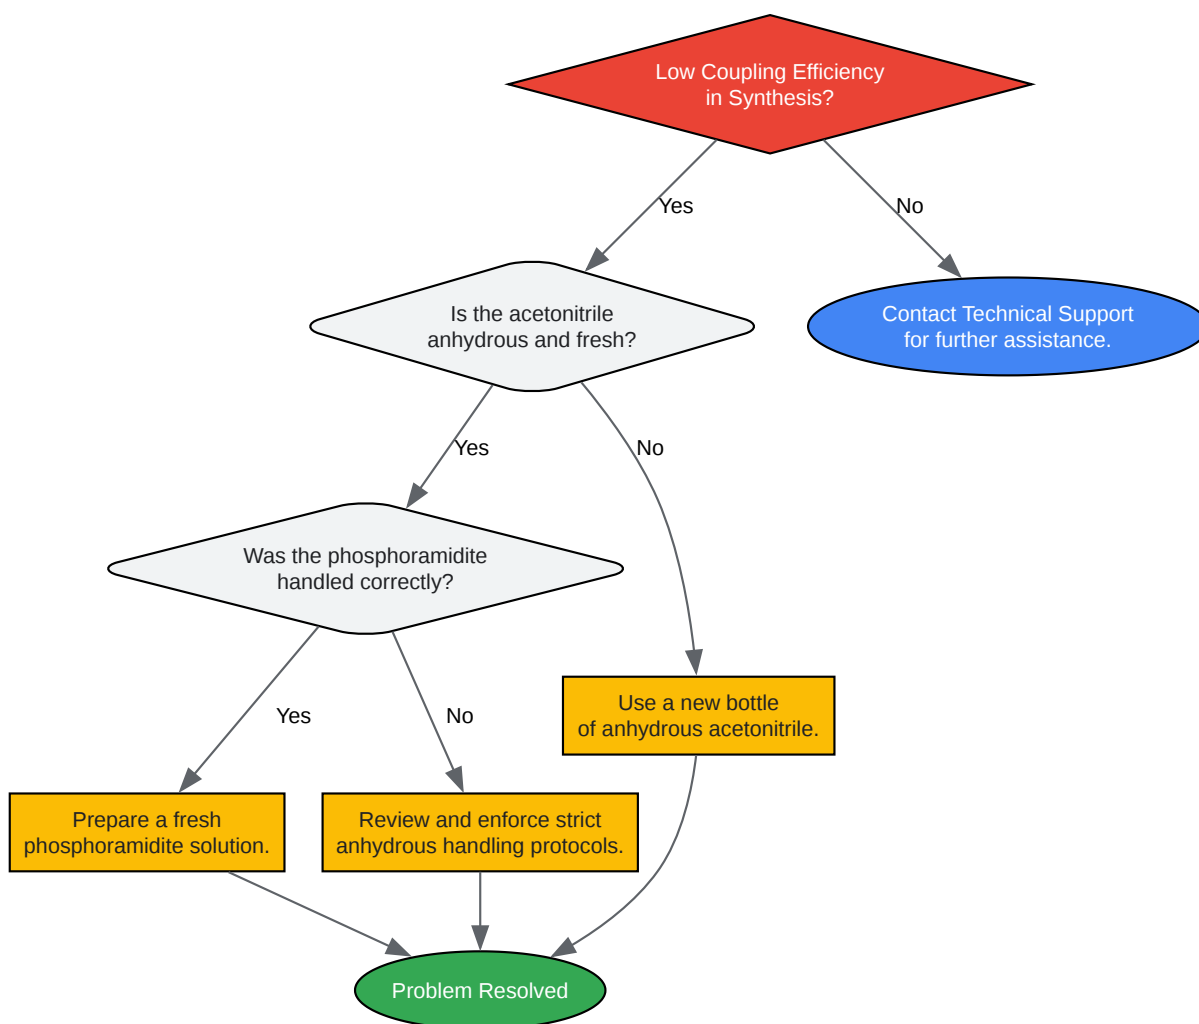 Low Coupling Efficiency
in Synthesis?
Yes
No
Is the acetonitrile
anhydrous and fresh?
Contact Technical Support
for further assistance.
Yes
No
Was the phosphoramidite
handled correctly?
Use a new bottle
of anhydrous acetonitrile.
Yes
No
Prepare a fresh
phosphoramidite solution.
Review and enforce strict
anhydrous handling protocols.
Problem Resolved